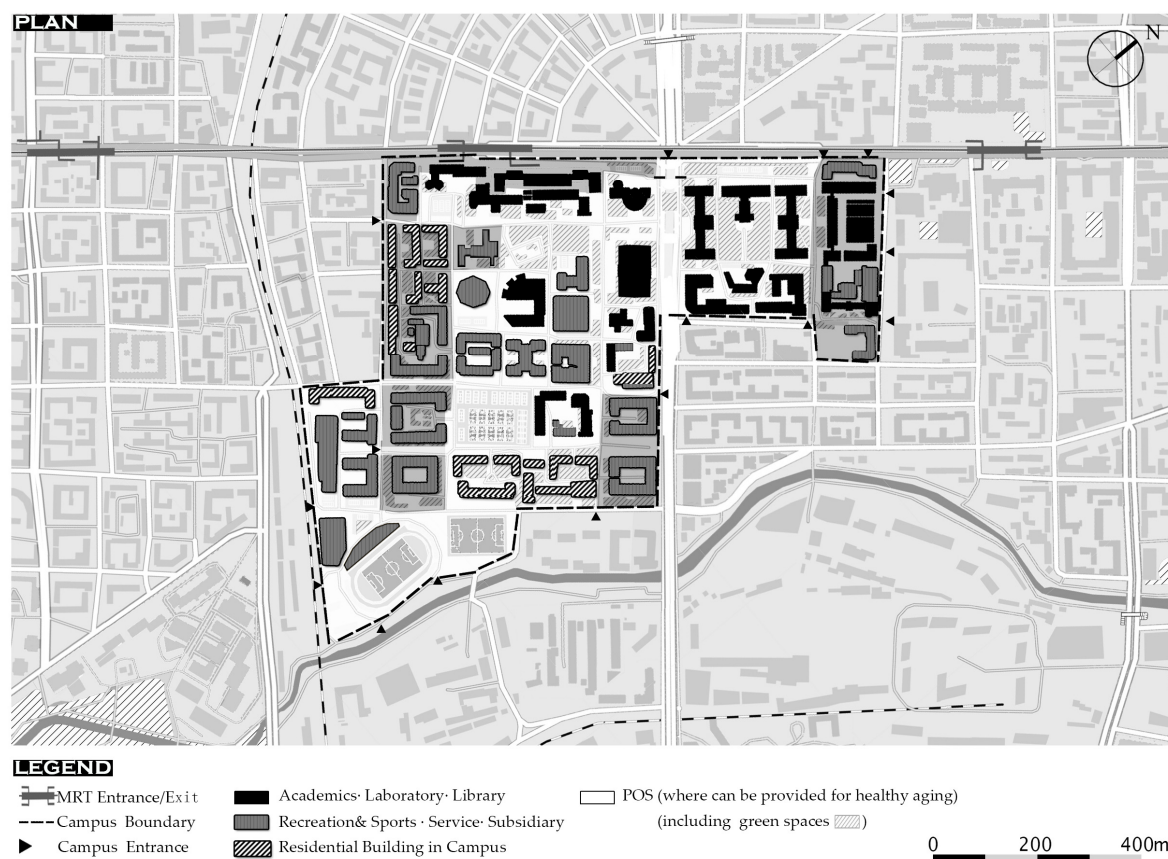 PLAN
N
LEGEND
MRT Entrance/Exit
Academics· Laboratory· Library
POS (where can be provided for healthy aging)
Campus Boundary
Recreation& Sports · Service· Subsidiary
(including green spaces )
Campus Entrance
Residential Building in Campus
0 200 400m